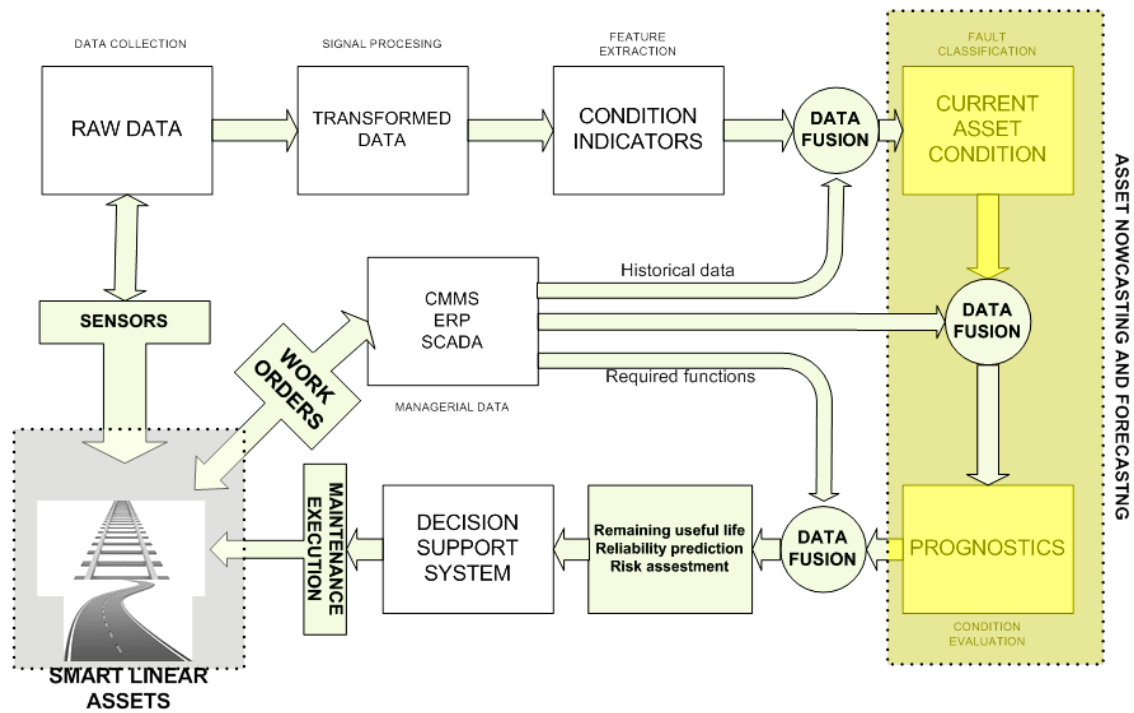 DATA COLLECTION
SIGNAL PROCESING
FEATURE
EXTRACTION
FAULT
CLASSIFICATION
RAW DATA
TRANSFORMED
DATA
CONDITION
INDICATORS
DATA
FUSION
CURRENT
ASSET
CONDITION
ASSET NOWCASTING AND FORECASTNG
SENSORS
WORK
ORDERS
CMMS
ERP
SCADA
MANAGERIAL DATA
Historical data
Required functions
DATA
FUSION
MAINTENANCE
EXECUTION
DECISION
SUPPORT
SYSTEM
Remaining useful life
Reliability prediction
Risk assestment
DATA
FUSION
PROGNOSTICS
CONDITION
EVALUATION
SMART LINEAR
ASSETS